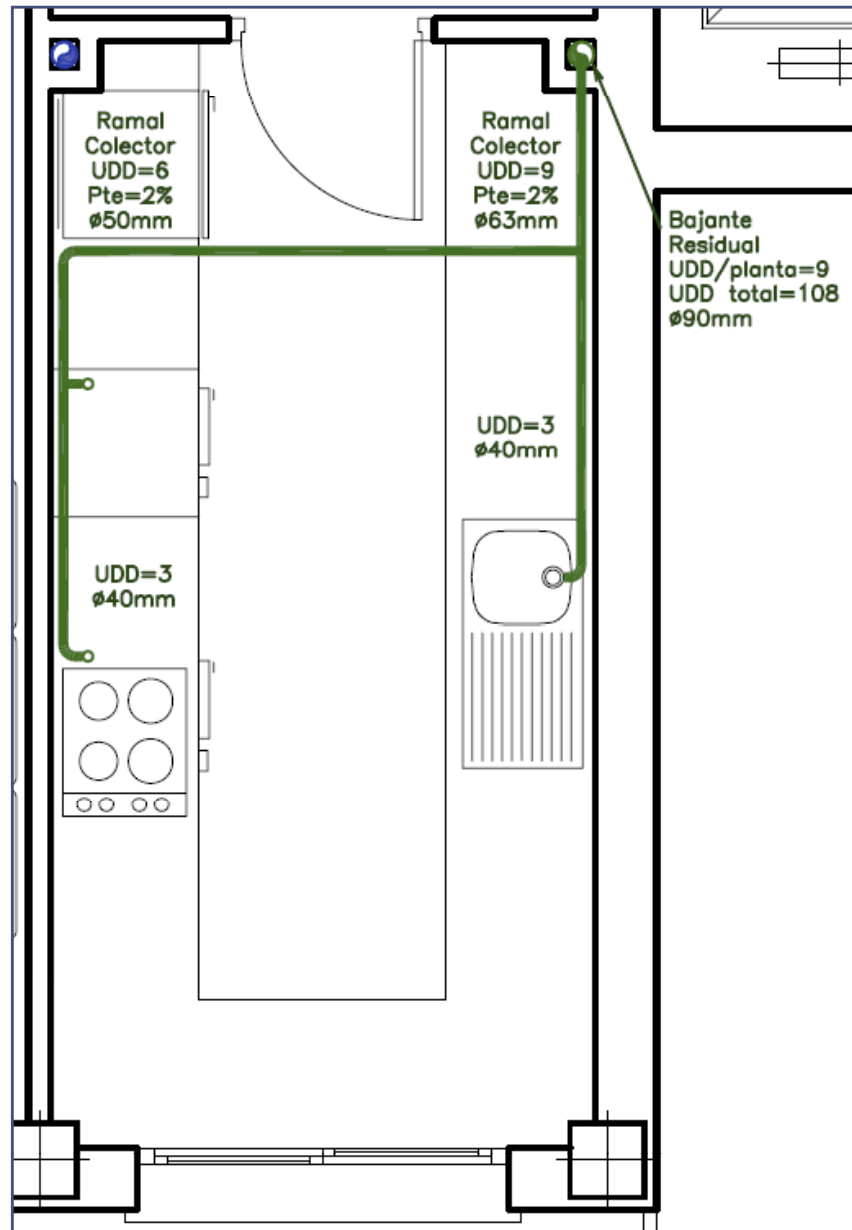 Ramal
Colector
UDD=6
Pte=2%
ø50mm
Ramal
Colector
UDD=9
Pte=2%
ø63mm
Bajante
Residual
UDD/planta=9
UDD total=108
ø90mm
UDD=3
ø40mm
UDD=3
ø40mm